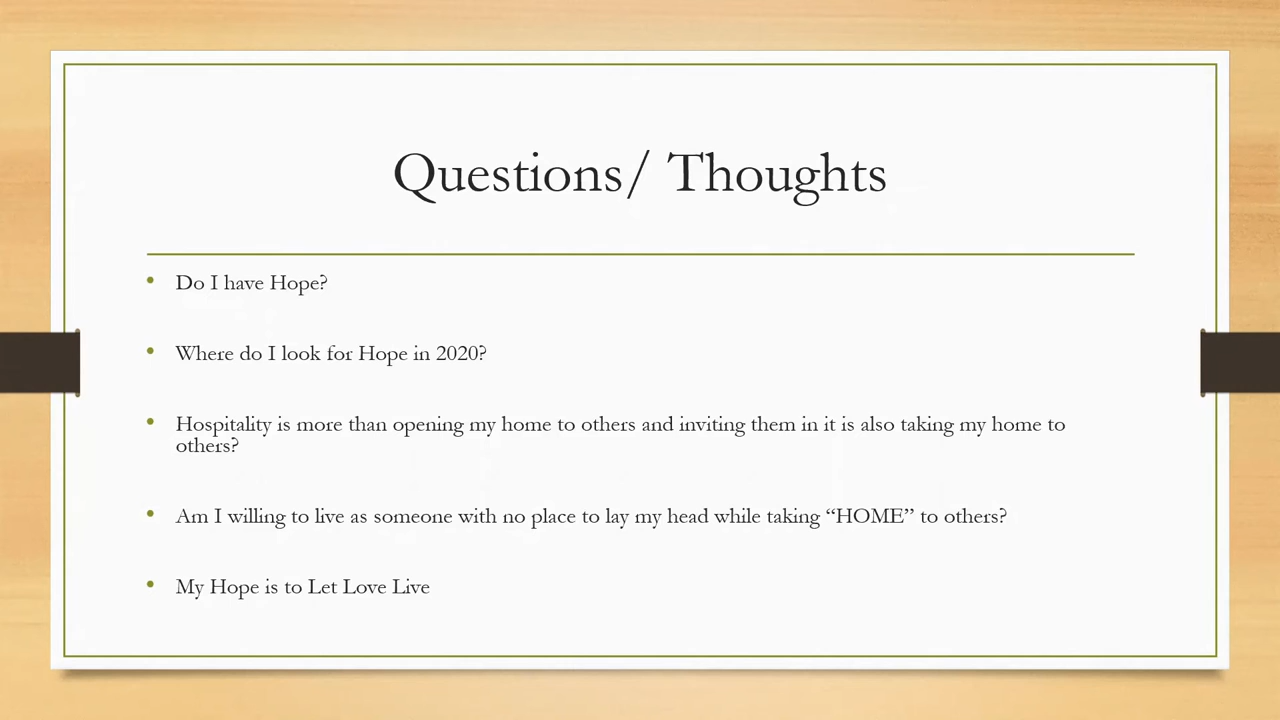 Questions/ Thoughts
• Do I have Hope?
• Where do I look for Hope in 2020?
• Hospitality is more than opening my home to others and inviting them in it is also taking my home to
others?
• Am I willing to live as someone with no place to lay my head while taking “HOME” to others?
• My Hope is to Let Love Live